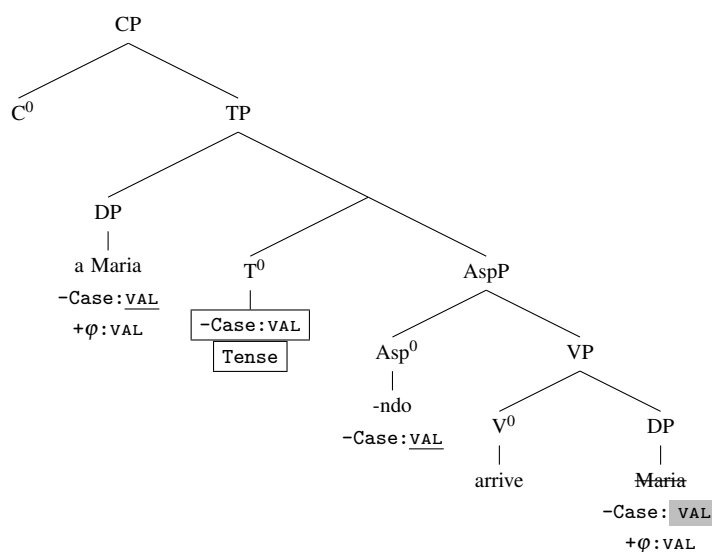 CP
C⁰ TP
DP
a Maria T⁰ AspP
-Case:VAL
+φ:VAL -Case:VAL
Tense Asp⁰ VP
-ndo V⁰ DP
-Case:VAL
arrive Maria
-Case: VAL
+φ:VAL